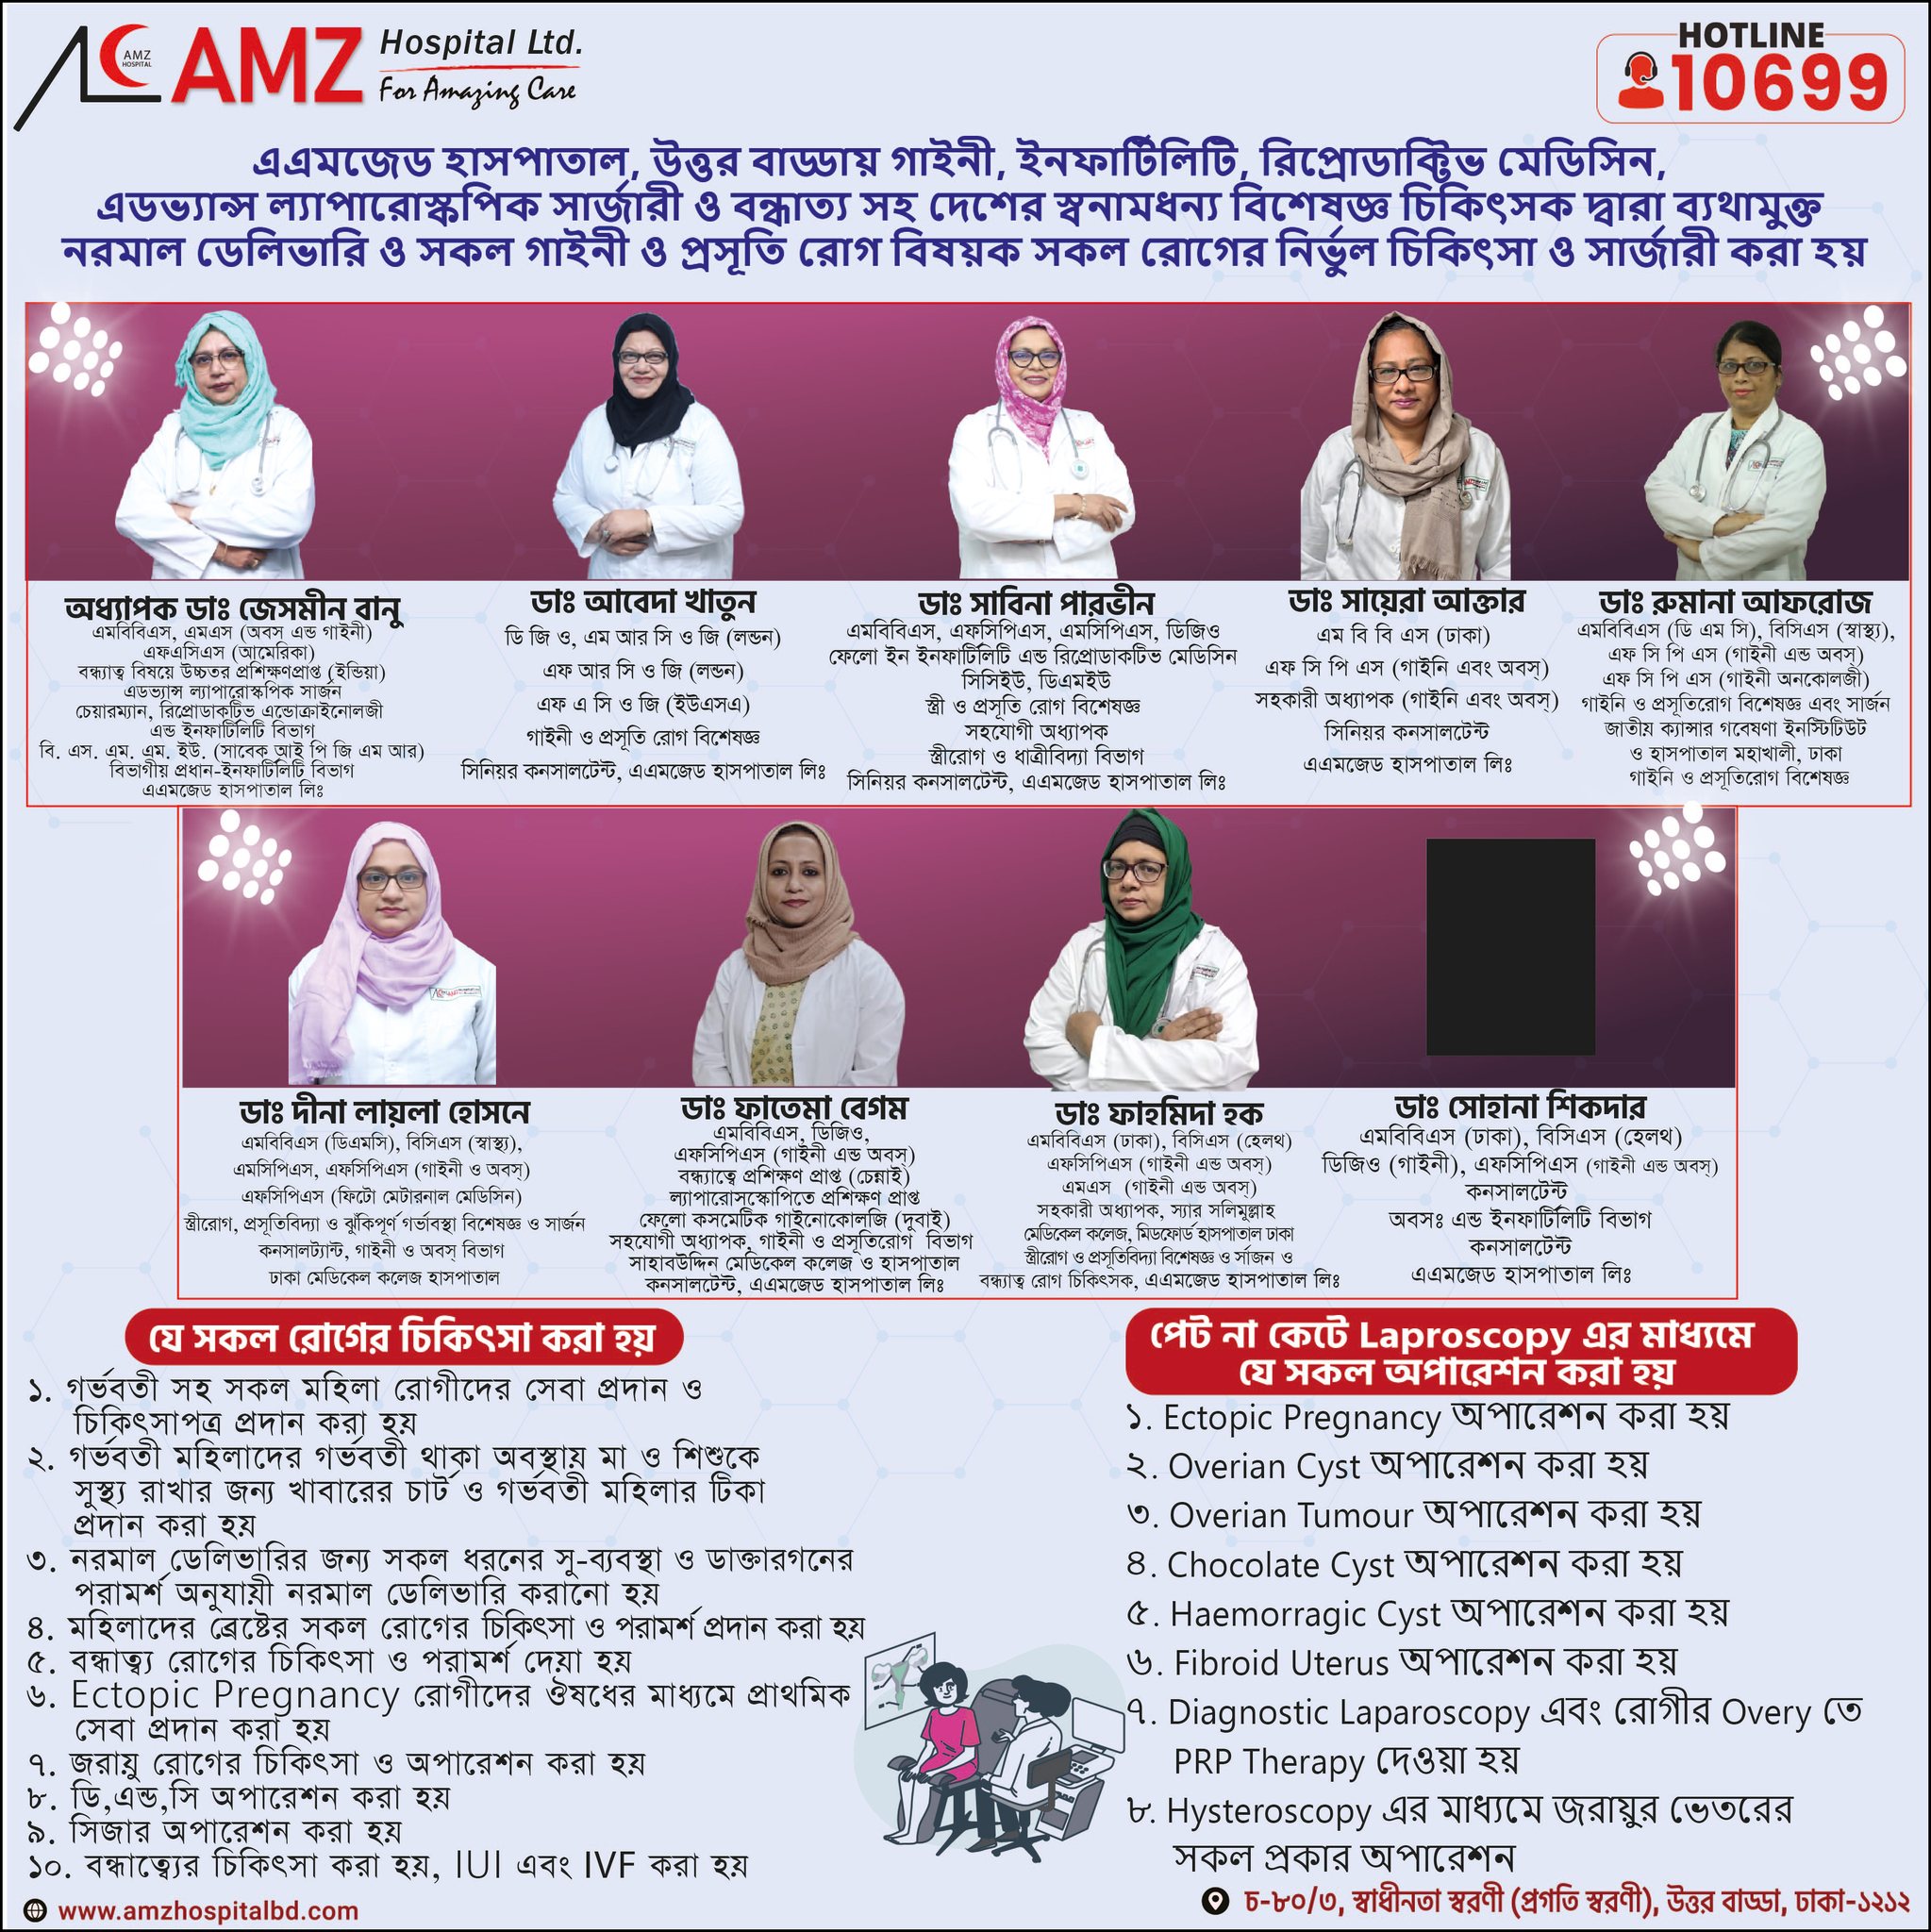 AMZ
HOSPITAL
AMZ Hospital Ltd.
For Amazing Care
HOTLINE
10699
এএমজেড হাসপাতাল, উত্তর বাড্ডায় গাইনী, ইনফার্টিলিটি, রিপ্রোডাক্টিভ মেডিসিন,
এডভ্যান্স ল্যাপারোস্কপিক সার্জারী ও বন্ধাত্য সহ দেশের স্বনামধন্য বিশেষজ্ঞ চিকিৎসক দ্বারা ব্যথামুক্ত
নরমাল ডেলিভারি ও সকল গাইনী ও প্রসূতি রোগ বিষয়ক সকল রোগের নির্ভুল চিকিৎসা ও সার্জারী করা হয়
অধ্যাপক ডাঃ জেসমীন বানু
এমবিবিএস, এমএস (অবস এন্ড গাইনী)
এফএসিএস (আমেরিকা)
বন্ধ্যাত্ব বিষয়ে উচ্চতর প্রশিক্ষণপ্রাপ্ত (ইন্ডিয়া)
এডভ্যান্স ল্যাপারোস্কপিক সার্জন
চেয়ারম্যান, রিপ্রোডাকটিভ এন্ডোক্রাইনোলজী
এন্ড ইনফার্টিলিটি বিভাগ
বি. এস. এম. এম. ইউ. (সাবেক আই পি জি এম আর)
বিভাগীয় প্রধান-ইনফার্টিলিটি বিভাগ
এএমজেড হাসপাতাল লিঃ
ডাঃ আবেদা খাতুন
ডি জি ও, এম আর সি ও জি (লন্ডন)
এফ আর সি ও জি (লন্ডন)
এফ এ সি ও জি (ইউএসএ)
গাইনী ও প্রসূতি রোগ বিশেষজ্ঞ
সিনিয়র কনসালটেন্ট, এএমজেড হাসপাতাল লিঃ
ডাঃ সাবিনা পারভীন
এমবিবিএস, এফসিপিএস, এমসিপিএস, ডিজিও
ফেলো ইন ইনফার্টিলিটি এন্ড রিপ্রোডাকটিভ মেডিসিন
সিসিইউ, ডিএমইউ
স্ত্রী ও প্রসূতি রোগ বিশেষজ্ঞ
সহযোগী অধ্যাপক
স্ত্রীরোগ ও ধাত্রীবিদ্যা বিভাগ
সিনিয়র কনসালটেন্ট, এএমজেড হাসপাতাল লিঃ
ডাঃ সায়েরা আক্তার
এম বি বি এস (ঢাকা)
এফ সি পি এস (গাইনি এবং অবস্)
সহকারী অধ্যাপক (গাইনি এবং অবস্)
সিনিয়র কনসালটেন্ট
এএমজেড হাসপাতাল লিঃ
ডাঃ রুমানা আফরোজ
এমবিবিএস (ডি এম সি), বিসিএস (স্বাস্থ্য),
এফ সি পি এস (গাইনী এন্ড অবস্)
এফ সি পি এস (গাইনী অনকোলজী)
গাইনি ও প্রসূতিরোগ বিশেষজ্ঞ এবং সার্জন
জাতীয় ক্যান্সার গবেষণা ইনস্টিটিউট
ও হাসপাতাল মহাখালী, ঢাকা
গাইনি ও প্রসূতিরোগ বিশেষজ্ঞ
ডাঃ দীনা লায়লা হোসনে
এমবিবিএস (ডিএমসি), বিসিএস (স্বাস্থ্য),
এমসিপিএস, এফসিপিএস (গাইনী ও অবস্)
এফসিপিএস (ফিটো মেটারনাল মেডিসিন)
স্ত্রীরোগ, প্রসূতিবিদ্যা ও ঝুঁকিপূর্ণ গর্ভাবস্থা বিশেষজ্ঞ ও সার্জন
কনসালট্যান্ট, গাইনী ও অবস্ বিভাগ
ঢাকা মেডিকেল কলেজ হাসপাতাল
ডাঃ ফাতেমা বেগম
এমবিবিএস, ডিজিও,
এফসিপিএস (গাইনী এন্ড অবস্)
বন্ধ্যাত্বে প্রশিক্ষণ প্রাপ্ত (চেন্নাই)
ল্যাপারোসস্কোপিতে প্রশিক্ষণ প্রাপ্ত
ফেলো কসমেটিক গাইনোকোলজি (দুবাই)
সহযোগী অধ্যাপক, গাইনী ও প্রসূতিরোগ বিভাগ
সাহাবউদ্দিন মেডিকেল কলেজ ও হাসপাতাল
কনসালটেন্ট, এএমজেড হাসপাতাল লিঃ
ডাঃ ফাহমিদা হক
এমবিবিএস (ঢাকা), বিসিএস (হেলথ)
এফসিপিএস (গাইনী এন্ড অবস্)
এমএস (গাইনী এন্ড অবস্)
সহকারী অধ্যাপক, স্যার সলিমুল্লাহ
মেডিকেল কলেজ, মিডফোর্ড হাসপাতাল ঢাকা
স্ত্রীরোগ ও প্রসূতিবিদ্যা বিশেষজ্ঞ ও র্সাজন ও
বন্ধ্যাত্ব রোগ চিকিৎসক, এএমজেড হাসপাতাল লিঃ
ডাঃ সোহানা শিকদার
এমবিবিএস (ঢাকা), বিসিএস (হেলথ)
ডিজিও (গাইনী), এফসিপিএস (গাইনী এন্ড অবস্)
কনসালটেন্ট
অবসঃ এন্ড ইনফার্টিলিটি বিভাগ
কনসালটেন্ট
এএমজেড হাসপাতাল লিঃ
যে সকল রোগের চিকিৎসা করা হয়
১. গর্ভবতী সহ সকল মহিলা রোগীদের সেবা প্রদান ও
চিকিৎসাপত্র প্রদান করা হয়
২. গর্ভবতী মহিলাদের গর্ভবতী থাকা অবস্থায় মা ও শিশুকে
সুস্থ্য রাখার জন্য খাবারের চার্ট ও গর্ভবতী মহিলার টিকা
প্রদান করা হয়
৩. নরমাল ডেলিভারির জন্য সকল ধরনের সু-ব্যবস্থা ও ডাক্তারগনের
পরামর্শ অনুযায়ী নরমাল ডেলিভারি করানো হয়
৪. মহিলাদের ব্রেষ্টের সকল রোগের চিকিৎসা ও পরামর্শ প্রদান করা হয়
৫. বন্ধাত্ব্য রোগের চিকিৎসা ও পরামর্শ দেয়া হয়
৬. Ectopic Pregnancy রোগীদের ঔষধের মাধ্যমে প্রাথমিক
সেবা প্রদান করা হয়
৭. জরায়ু রোগের চিকিৎসা ও অপারেশন করা হয়
৮. ডি,এন্ড,সি অপারেশন করা হয়
৯. সিজার অপারেশন করা হয়
১০. বন্ধাত্ব্যের চিকিৎসা করা হয়, IUI এবং IVF করা হয়
পেট না কেটে Laproscopy এর মাধ্যমে
যে সকল অপারেশন করা হয়
১. Ectopic Pregnancy অপারেশন করা হয়
২. Overian Cyst অপারেশন করা হয়
৩. Overian Tumour অপারেশন করা হয়
৪. Chocolate Cyst অপারেশন করা হয়
৫. Haemorragic Cyst অপারেশন করা হয়
৬. Fibroid Uterus অপারেশন করা হয়
৭. Diagnostic Laparoscopy এবং রোগীর Overy তে
PRP Therapy দেওয়া হয়
৮. Hysteroscopy এর মাধ্যমে জরায়ুর ভেতরের
সকল প্রকার অপারেশন
www.amzhospitalbd.com
চ-৮০/৩, স্বাধীনতা স্বরণী (প্রগতি স্বরণী), উত্তর বাড্ডা, ঢাকা-১২১২